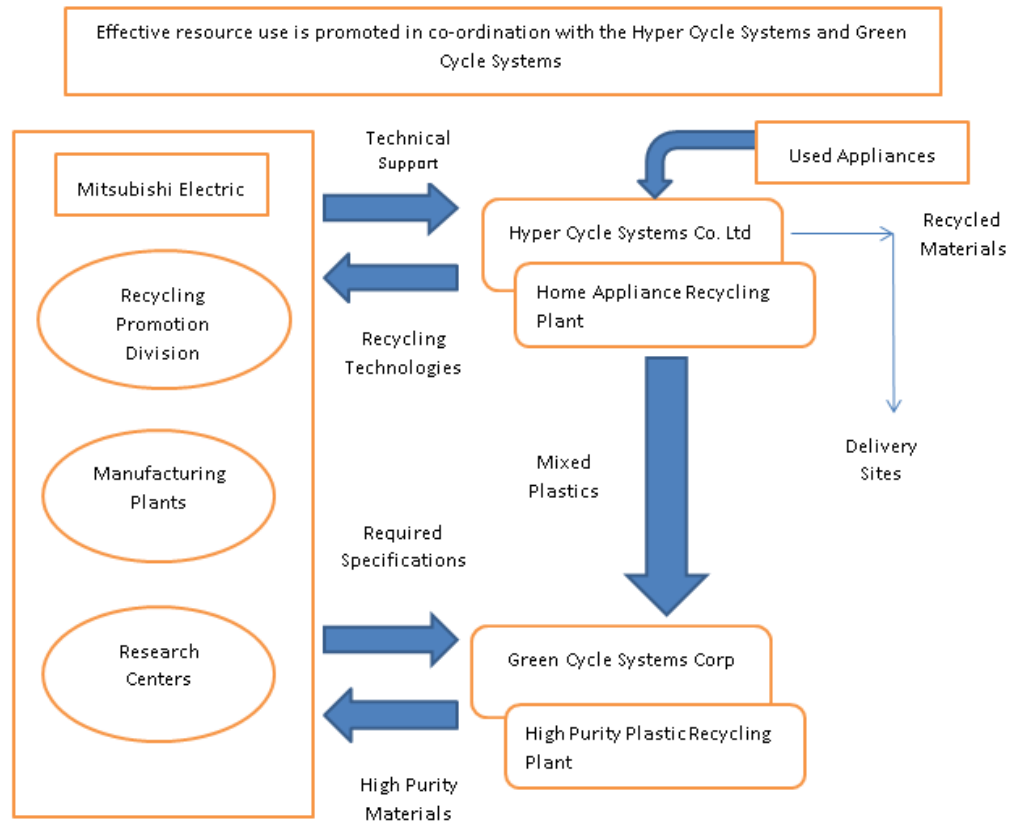 Effective resource use is promoted in co-ordination with the Hyper Cycle Systems and Green
Cycle Systems
Mitsubishi Electric
Recycling
Promotion
Division
Manufacturing
Plants
Research
Centers
Technical
Support
Recycling
Technologies
Required
Specifications
High Purity
Materials
Used Appliances
Hyper Cycle Systems Co. Ltd
Home Appliance Recycling
Plant
Recycled
Materials
Delivery
Sites
Mixed
Plastics
Green Cycle Systems Corp
High Purity Plastic Recycling
Plant